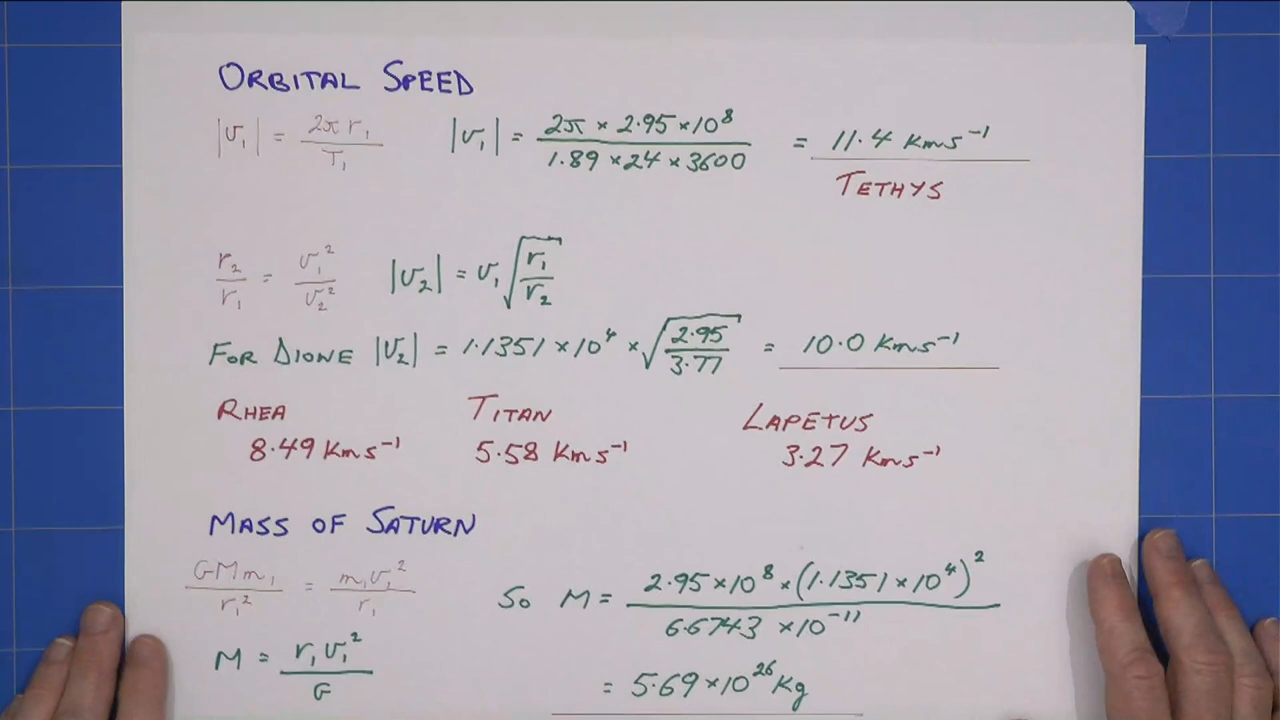 ORBITAL SPEED
|v₁| = 2π r₁ / T₁ |v₁| = 2π × 2.95 × 10⁸ / 1.89 × 24 × 3600 = 11.4 Kms⁻¹
TETHYS
r₂ / r₁ = v₁² / v₂² |v₂| = v₁ √(r₁ / r₂)
FOR DIONE |v₂| = 1.1351 × 10⁴ × √(2.95 / 3.77) = 10.0 Kms⁻¹
RHEA TITAN LAPETUS
8.49 Kms⁻¹ 5.58 Kms⁻¹ 3.27 Kms⁻¹
MASS OF SATURN
GMm₁ / r₁² = m₁v₁² / r₁ So M = 2.95 × 10⁸ × (1.1351 × 10⁴)² / 6.6743 × 10⁻¹¹
M = r₁v₁² / G = 5.69 × 10²⁶ Kg